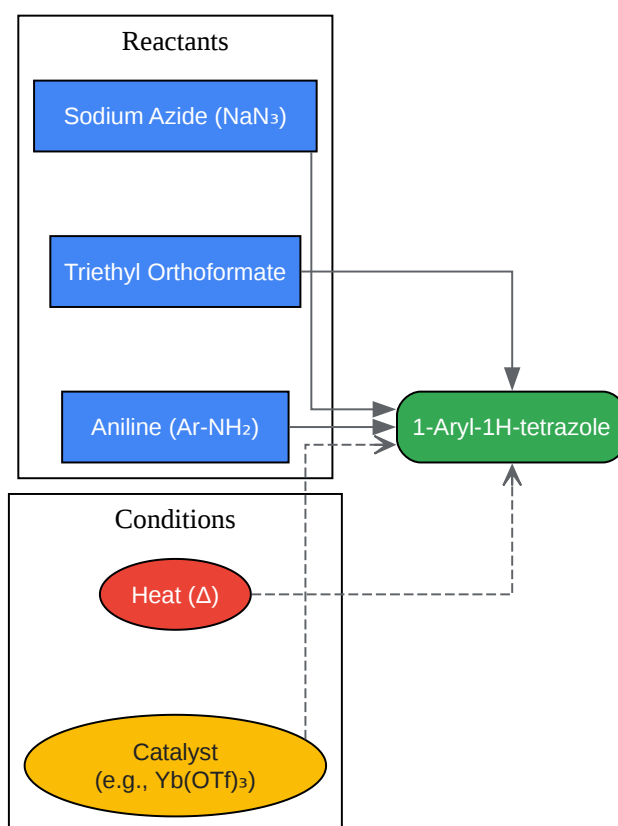 Reactants
Sodium Azide (NaN₃)
Triethyl Orthoformate
Aniline (Ar-NH₂)
1-Aryl-1H-tetrazole
Conditions
Heat (Δ)
Catalyst
(e.g., Yb(OTf)₃)